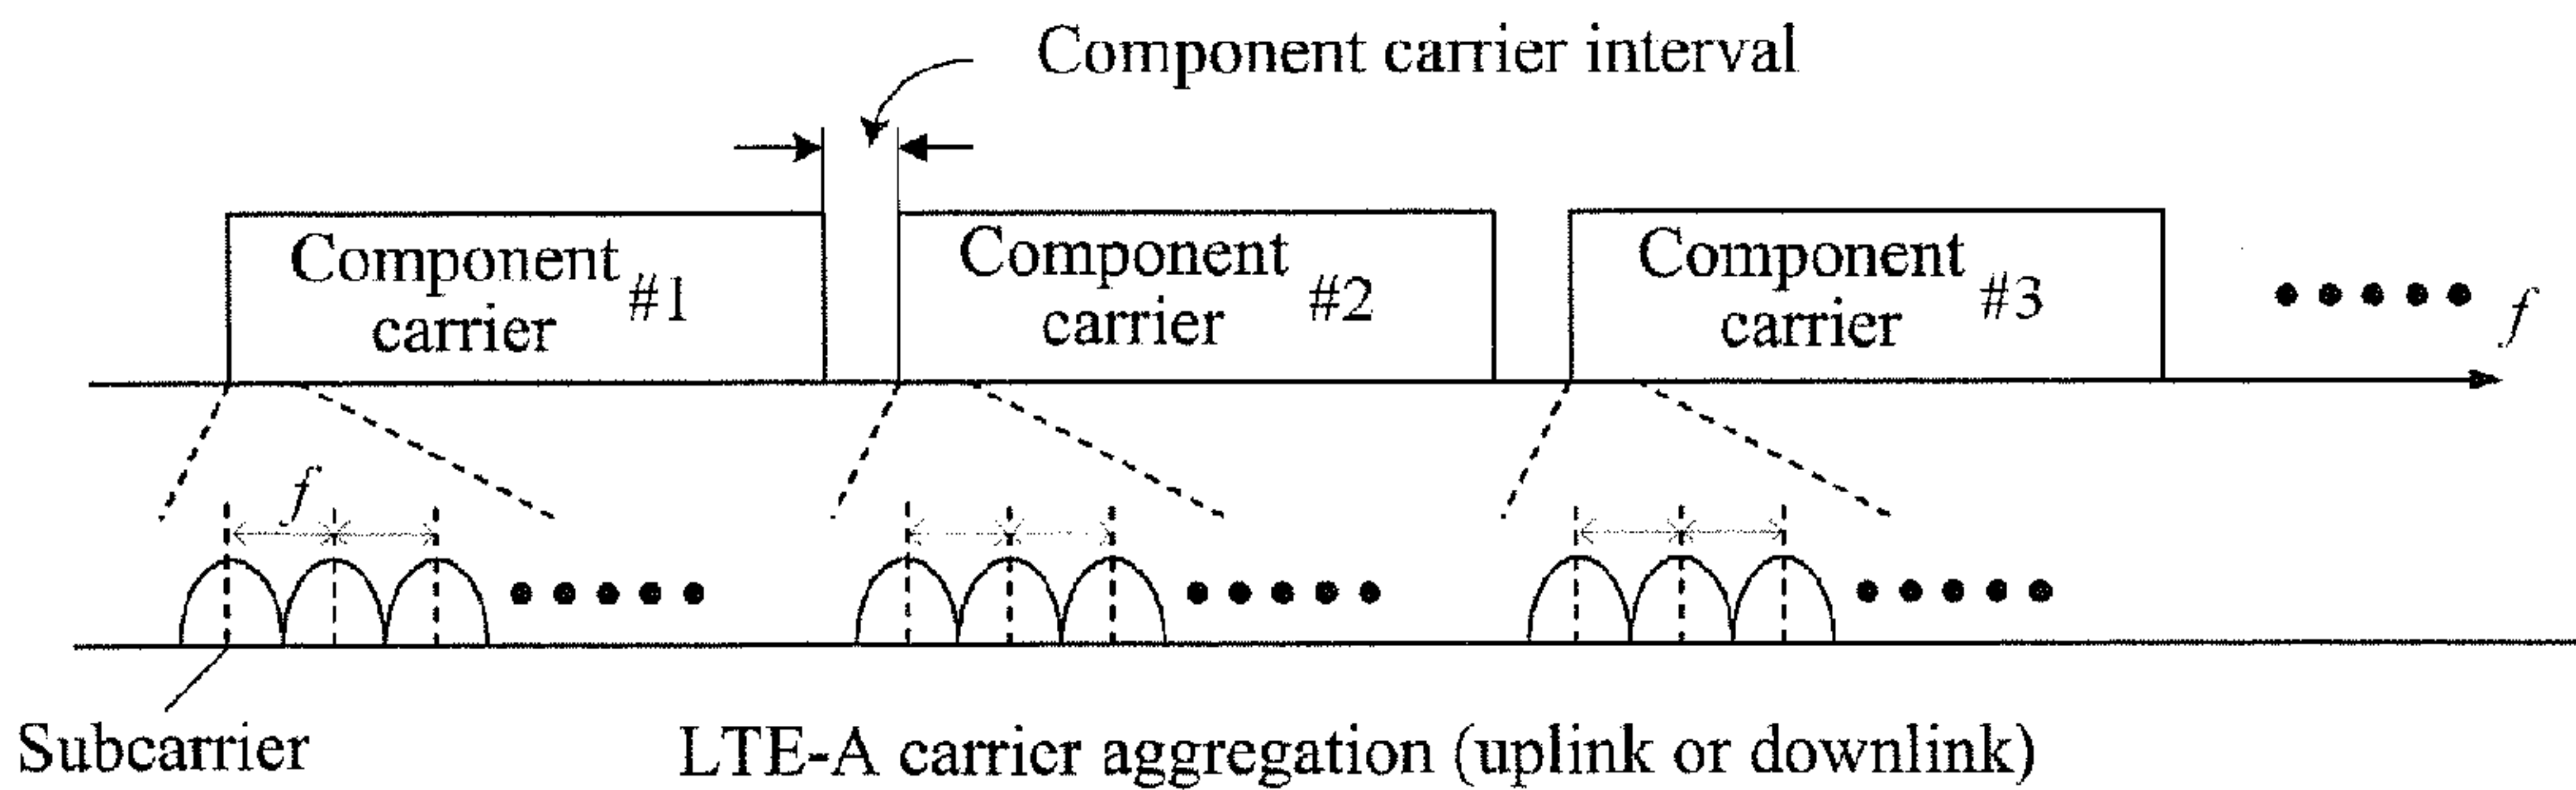 Component carrier interval
Component
carrier
#1
Component
carrier
#2
Component
carrier
#3
f
f
Subcarrier
LTE-A carrier aggregation (uplink or downlink)